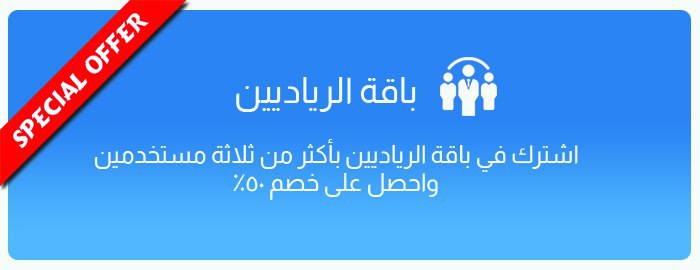 SPECIAL OFFER
باقة الرياديين
اشترك في باقة الرياديين بأكثر من ثلاثة مستخدمين
واحصل على خصم ٥٠٪